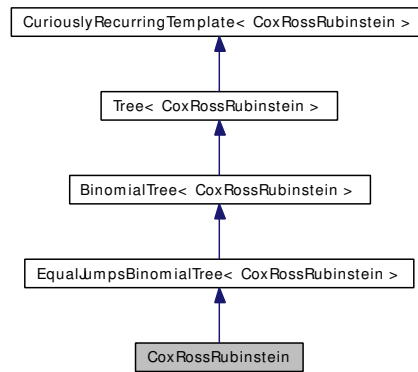 CuriouslyRecurringTemplate< CoxRossRubinstein >
Tree< CoxRossRubinstein >
BinomialTree< CoxRossRubinstein >
EqualJumpsBinomialTree< CoxRossRubinstein >
CoxRossRubinstein